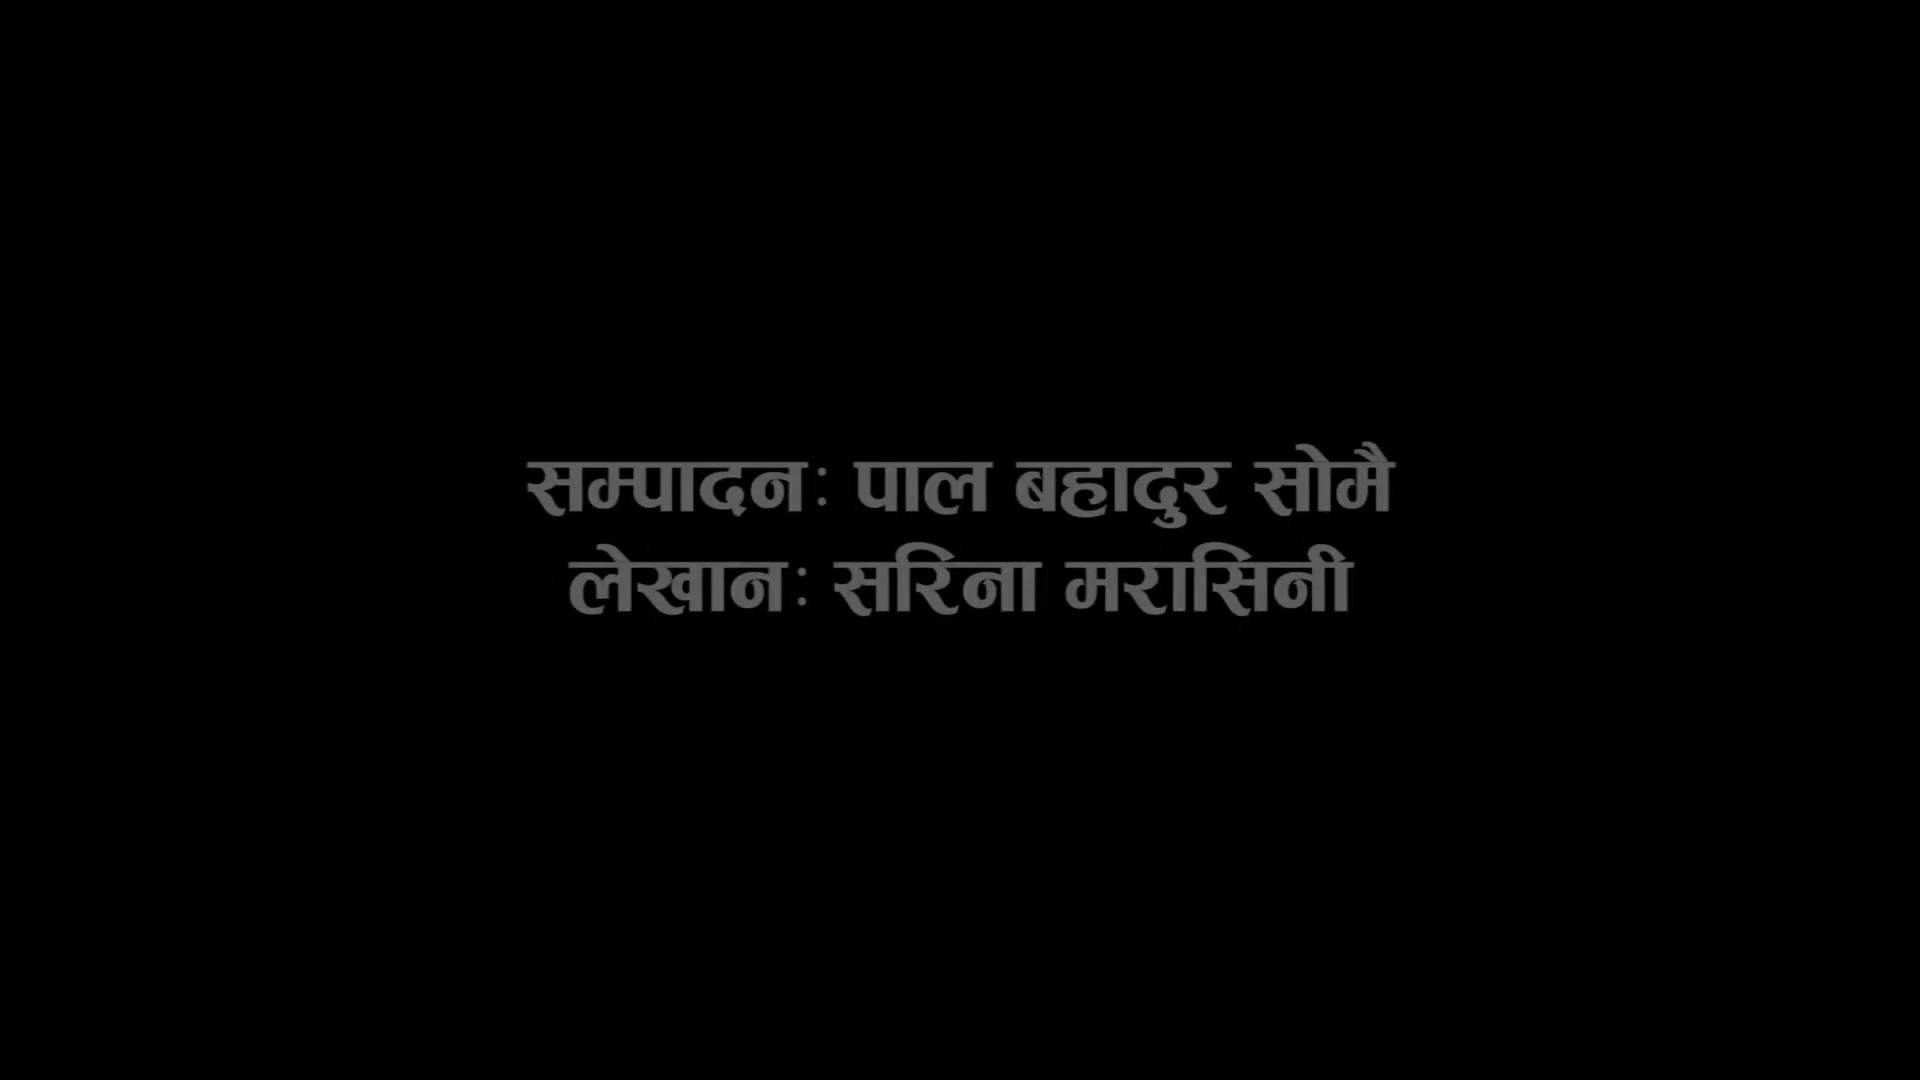 सम्पादनः पाल बहादुर सोमै
लेखानः सरिना मरासिनी